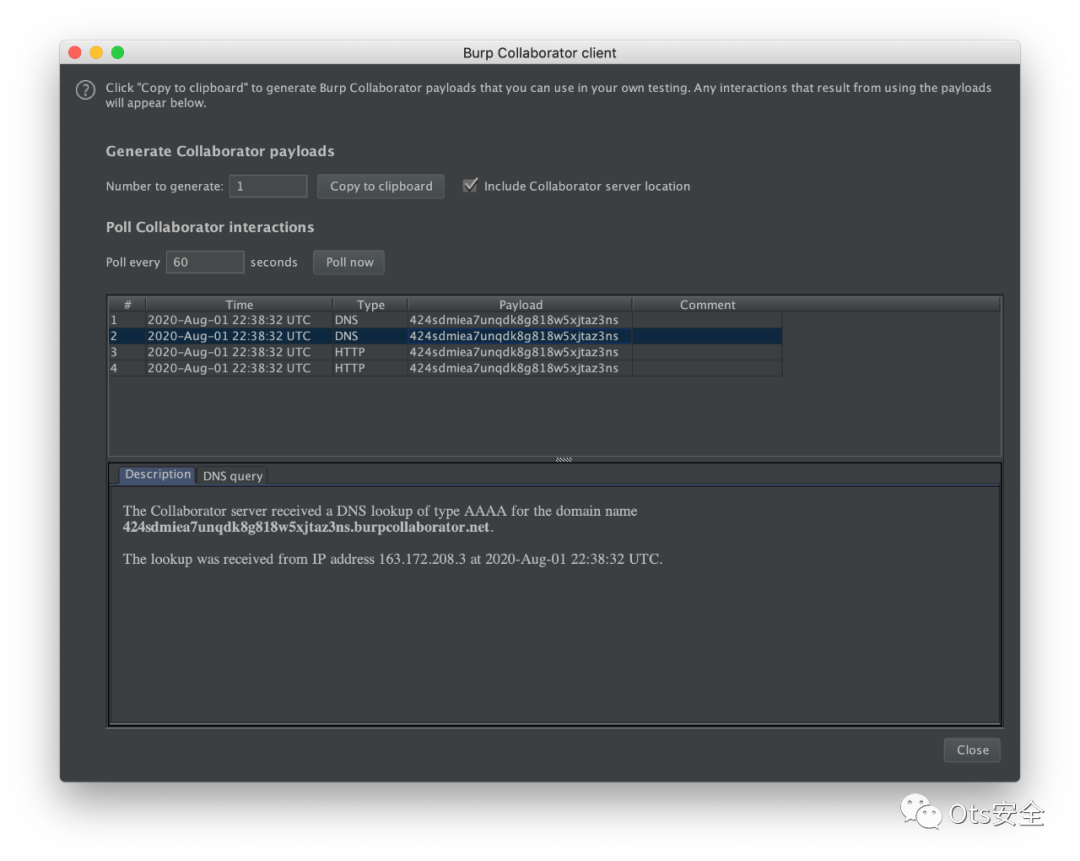 Burp Collaborator client
Click "Copy to clipboard" to generate Burp Collaborator payloads that you can use in your own testing. Any interactions that result from using the payloads
will appear below.
Generate Collaborator payloads
Number to generate: 1 Copy to clipboard Include Collaborator server location
Poll Collaborator interactions
Poll every 60 seconds Poll now
# Time Type Payload Comment
1 2020-Aug-01 22:38:32 UTC DNS 424sdmiea7unqdk8g818w5xjtaz3ns
2 2020-Aug-01 22:38:32 UTC DNS 424sdmiea7unqdk8g818w5xjtaz3ns
3 2020-Aug-01 22:38:32 UTC HTTP 424sdmiea7unqdk8g818w5xjtaz3ns
4 2020-Aug-01 22:38:32 UTC HTTP 424sdmiea7unqdk8g818w5xjtaz3ns
Description DNS query
The Collaborator server received a DNS lookup of type AAAA for the domain name
424sdmiea7unqdk8g818w5xjtaz3ns.burpcollaborator.net.
The lookup was received from IP address 163.172.208.3 at 2020-Aug-01 22:38:32 UTC.
Close
Ots安全